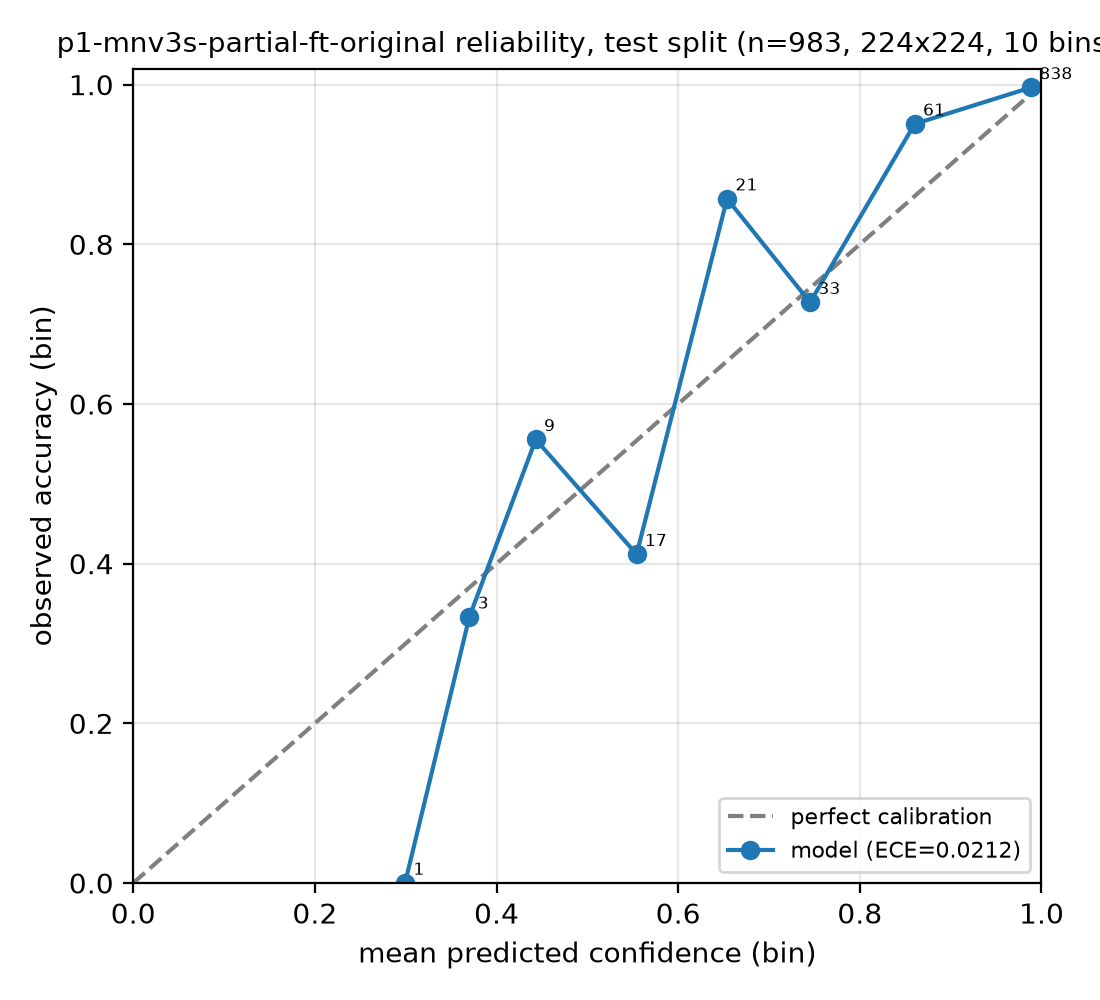 p1-mnv3s-partial-ft-original reliability, test split (n=983, 224x224, 10 bins
838
1.0
61
21
0.8
33
0.6
9
17
0.4
3
0.2
1
0.0
observed accuracy (bin)
perfect calibration
model (ECE=0.0212)
0.0 0.2 0.4 0.6 0.8 1.0
mean predicted confidence (bin)